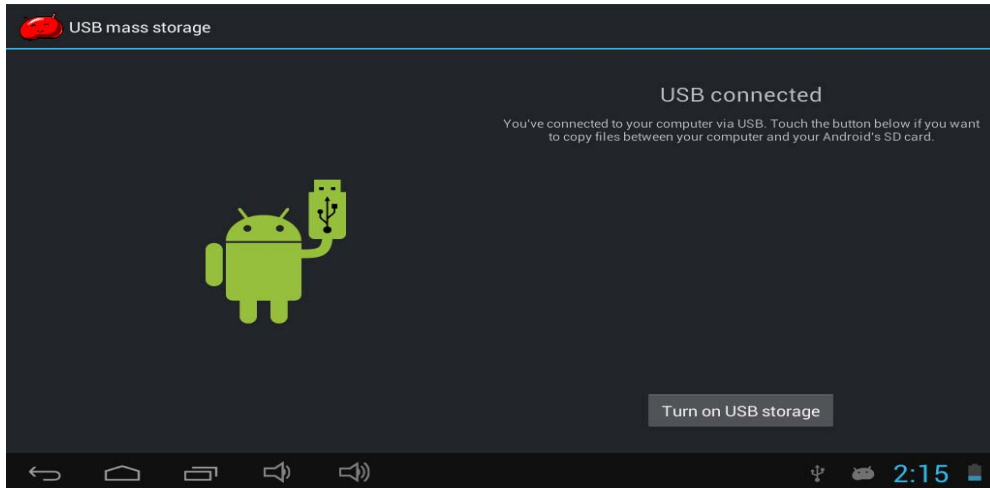 USB mass storage
USB connected
You've connected to your computer via USB. Touch the button below if you want
to copy files between your computer and your Android's SD card.
Turn on USB storage
2:15